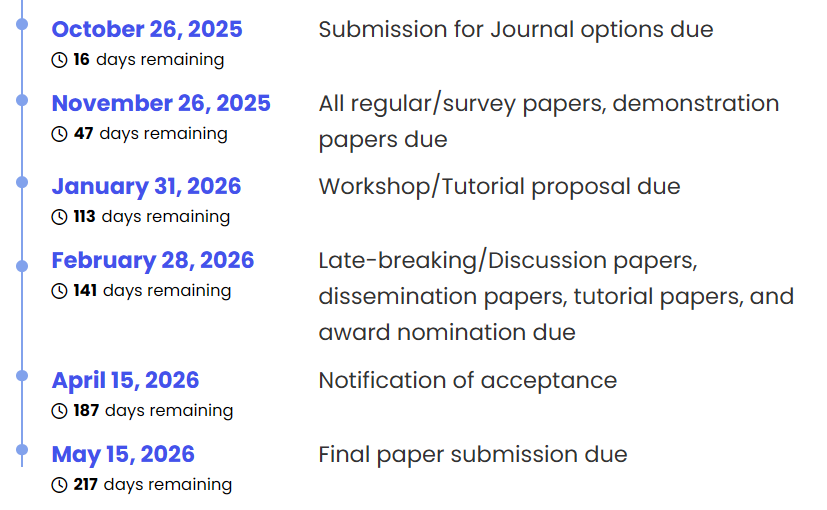 October 26, 2025
Submission for Journal options due
16 days remaining
November 26, 2025
All regular/survey papers, demonstration
papers due
47 days remaining
January 31, 2026
Workshop/Tutorial proposal due
113 days remaining
February 28, 2026
Late-breaking/Discussion papers,
dissemination papers, tutorial papers, and
award nomination due
141 days remaining
April 15, 2026
Notification of acceptance
187 days remaining
May 15, 2026
Final paper submission due
217 days remaining